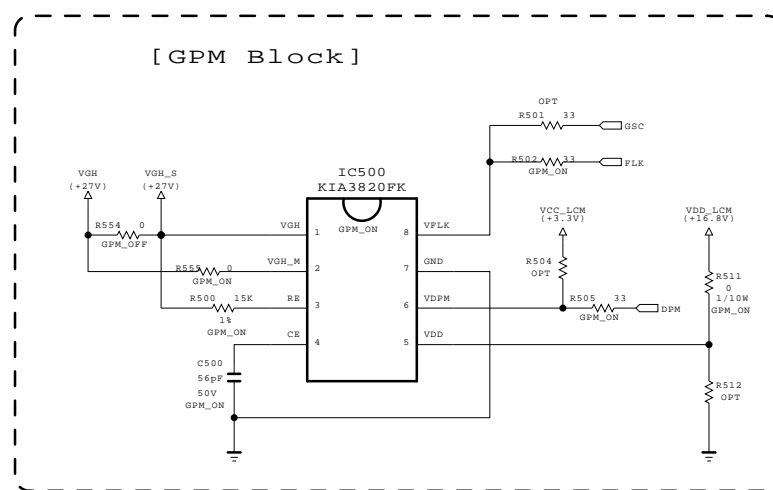 [GPM Block]
OPT
R501 33
GSC
R502 33
FLK
GPM_ON
VGH
(+27V)
VGH_S
(+27V)
IC500
KIA3820FK
GPM_ON
R554 0
GPM_OFF
R555 0
GPM_ON
R500 15K
1%
GPM_ON
C500
56pF
50V
GPM_ON
VGH 1
VGH_M 2
RE 3
CE 4
8 VFLK
7 GND
6 VDPM
5 VDD
VCC_LCM
(+3.3V)
R504
OPT
R505 33
GPM_ON
DPM
VDD_LCM
(+16.8V)
R511
0
1/10W
GPM_ON
R512
OPT